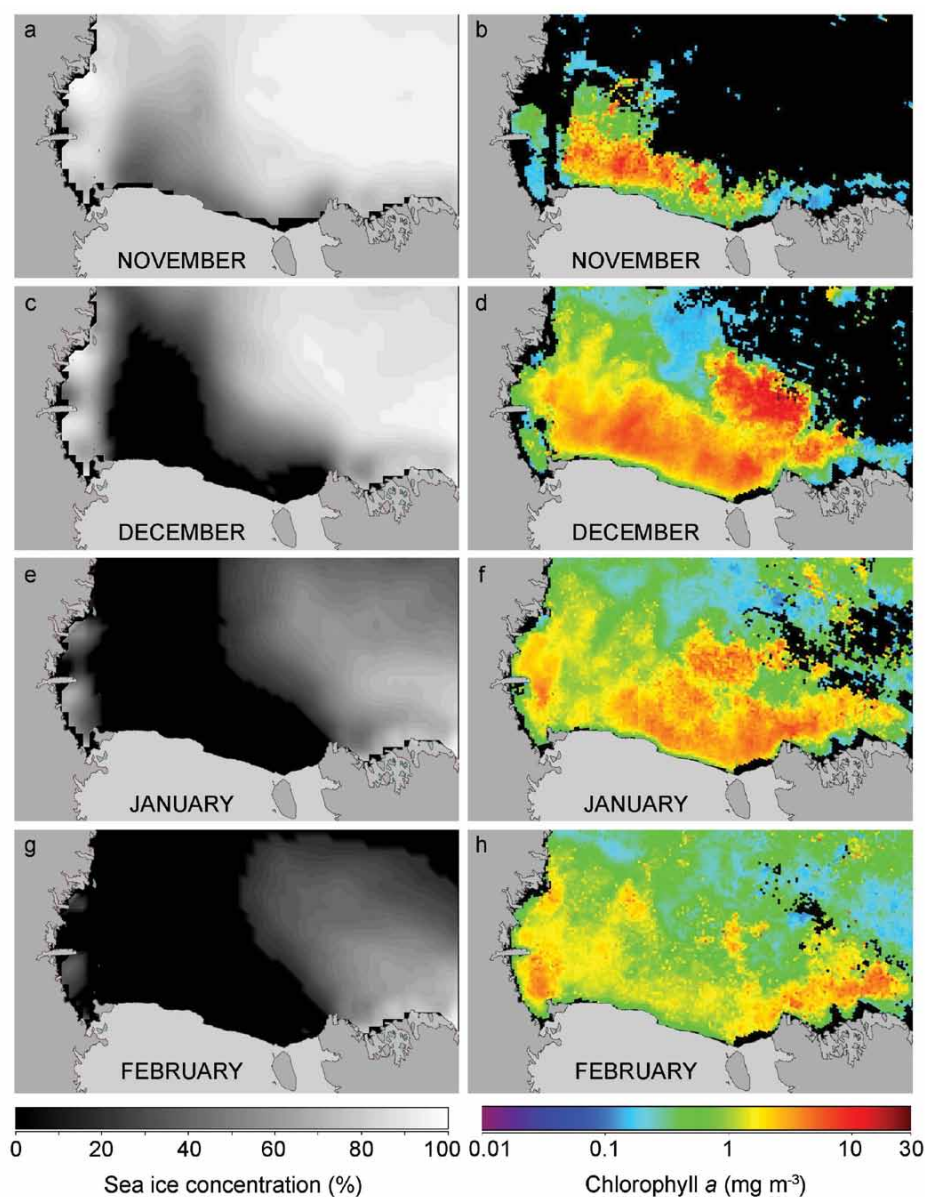 a
b
NOVEMBER
NOVEMBER
c
d
DECEMBER
DECEMBER
e
f
JANUARY
JANUARY
g
h
FEBRUARY
FEBRUARY
0 20 40 60 80 100
0.01 0.1 1 10 30
Sea ice concentration (%)
Chlorophyll a (mg m⁻³)